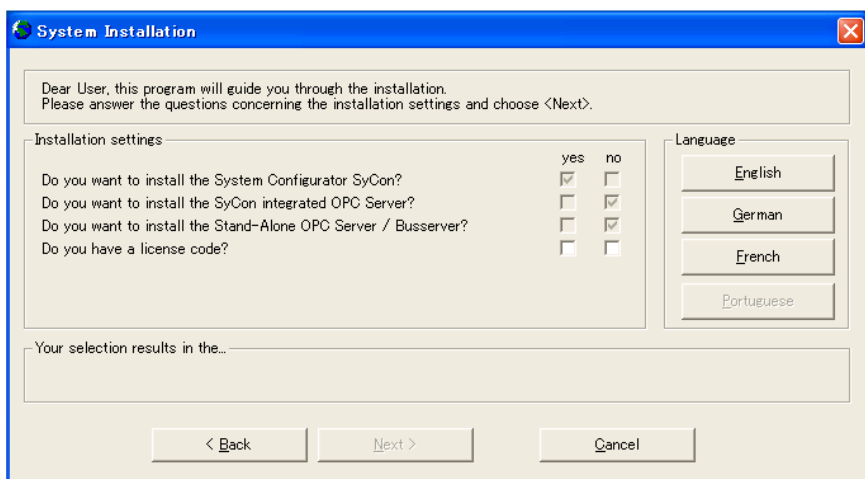 System Installation
Dear User, this program will guide you through the installation.
Please answer the questions concerning the installation settings and choose <Next>.
Installation settings
yes no
Do you want to install the System Configurator SyCon?
Do you want to install the SyCon integrated OPC Server?
Do you want to install the Stand-Alone OPC Server / Busserver?
Do you have a license code?
Language
English
German
French
Portuguese
Your selection results in the...
< Back
Next >
Cancel